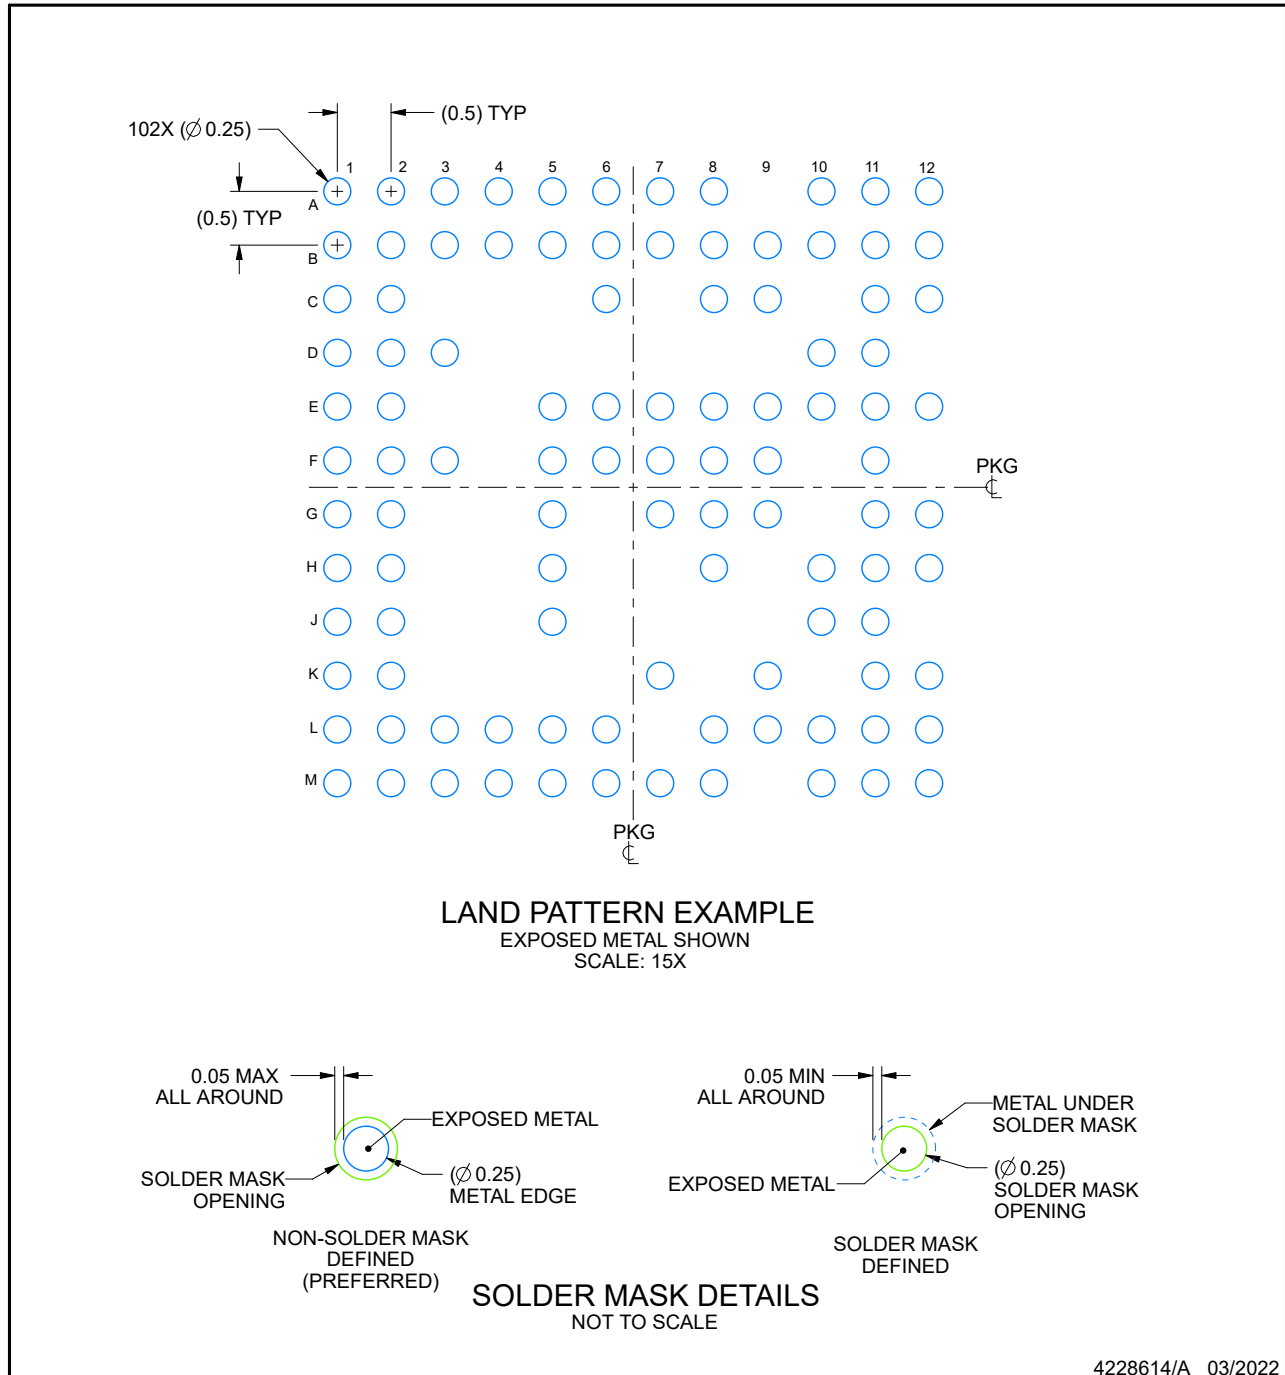 (0.5) TYP
102X (∅ 0.25)
1 2 3 4 5 6 7 8 9 10 11 12
A
(0.5) TYP
B
C
D
E
F
PKG
℄
G
H
J
K
L
M
PKG
℄
LAND PATTERN EXAMPLE
EXPOSED METAL SHOWN
SCALE: 15X
0.05 MAX
ALL AROUND
EXPOSED METAL
SOLDER MASK
OPENING
(∅ 0.25)
METAL EDGE
NON-SOLDER MASK
DEFINED
(PREFERRED)
0.05 MIN
ALL AROUND
METAL UNDER
SOLDER MASK
EXPOSED METAL
(∅ 0.25)
SOLDER MASK
OPENING
SOLDER MASK
DEFINED
SOLDER MASK DETAILS
NOT TO SCALE
4228614/A 03/2022